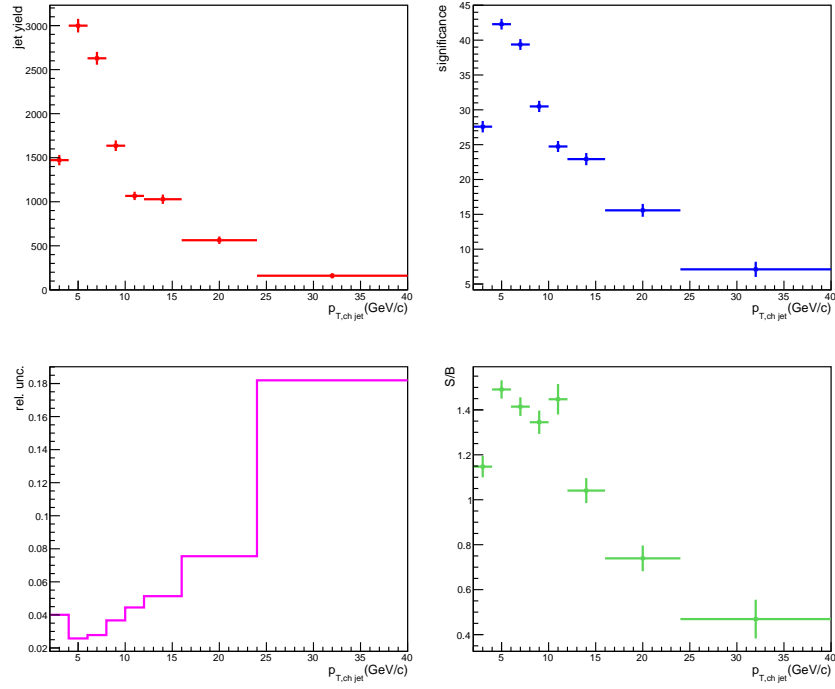 jet yield
3000
2500
2000
1500
1000
500
0
5 10 15 20 25 30 35 40
p_T,ch jet (GeV/c)
significance
45
40
35
30
25
20
15
10
5
5 10 15 20 25 30 35 40
p_T,ch jet (GeV/c)
rel. unc.
0.18
0.16
0.14
0.12
0.1
0.08
0.06
0.04
0.02
5 10 15 20 25 30 35 40
p_T,ch jet (GeV/c)
S/B
1.4
1.2
1
0.8
0.6
0.4
5 10 15 20 25 30 35 40
p_T,ch jet (GeV/c)